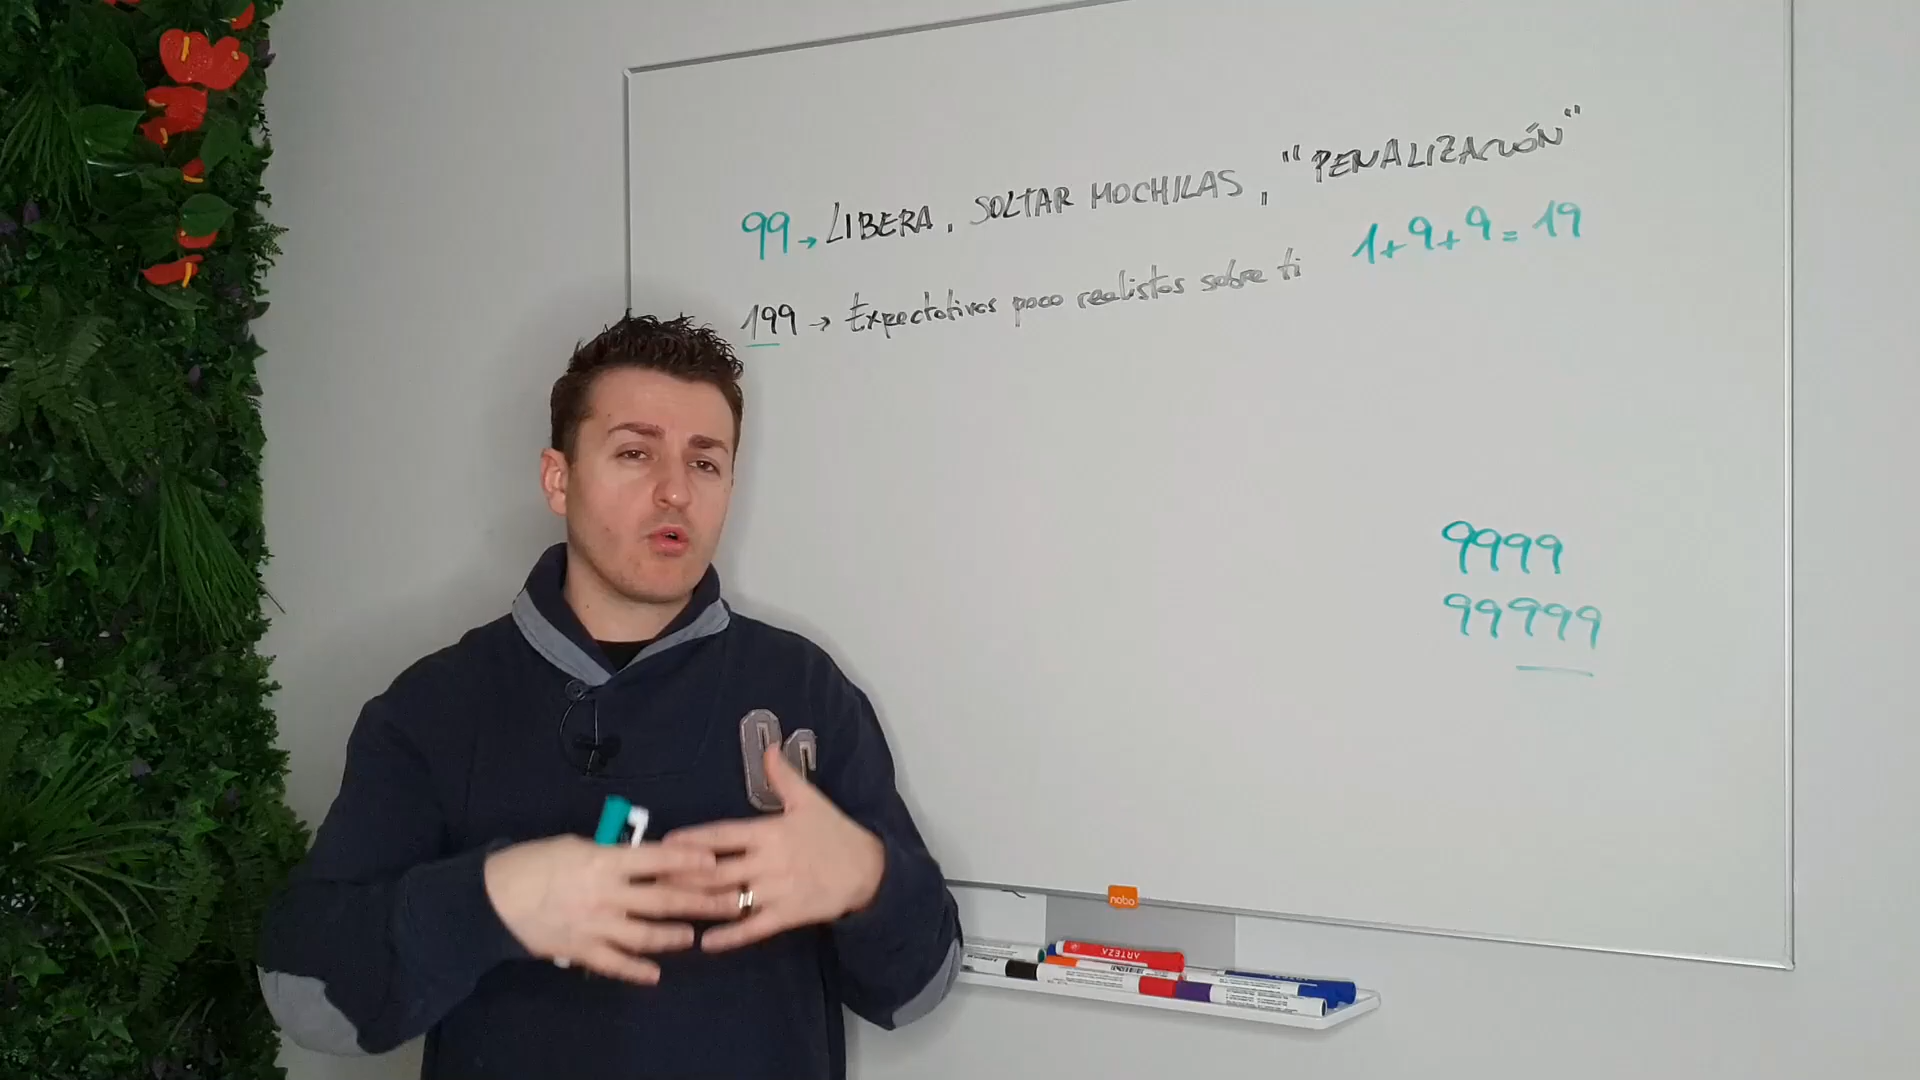 99 → LIBERA, SOLTAR MOCHILAS, "PENALIZACIÓN"
1+9+9=19
199 → Expectativas poco realistas sobre ti
9999
99999
nobo
ARTEZA